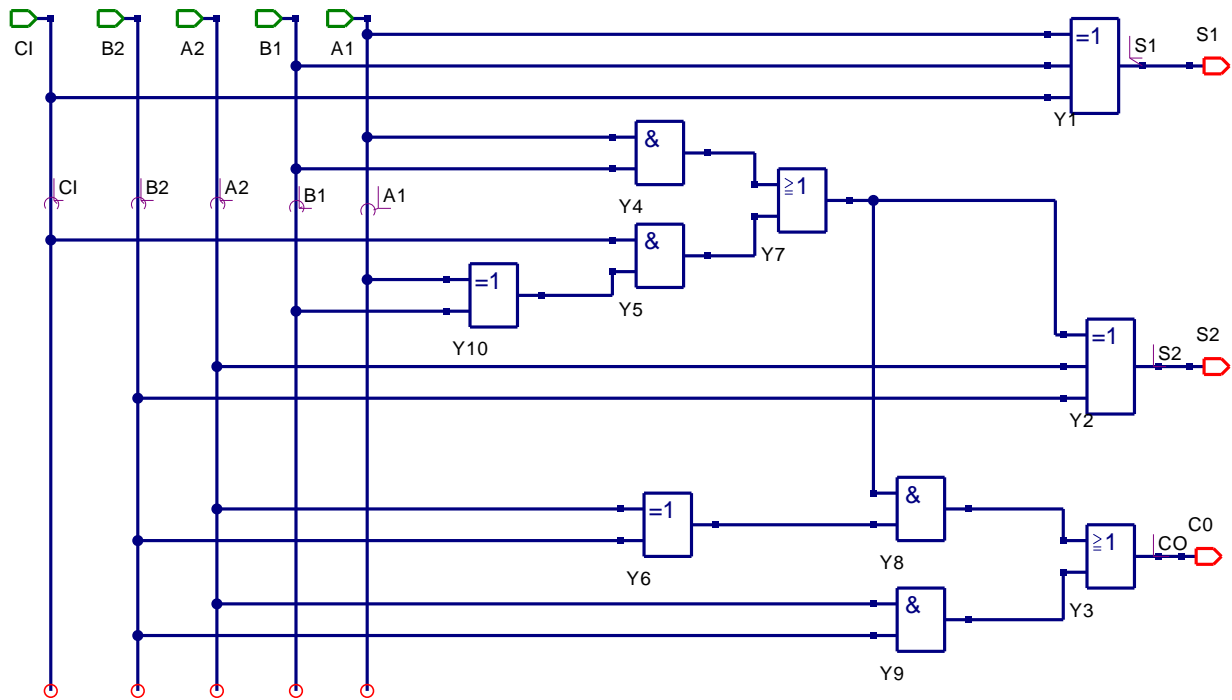 CI
B2
A2
B1
A1
=1
S1
S1
Y1
&
CI
B2
A2
B1
A1
≧1
Y4
&
Y7
=1
Y5
Y10
=1
S2
S2
Y2
&
=1
C0
≧1
CO
Y8
Y6
&
Y3
Y9